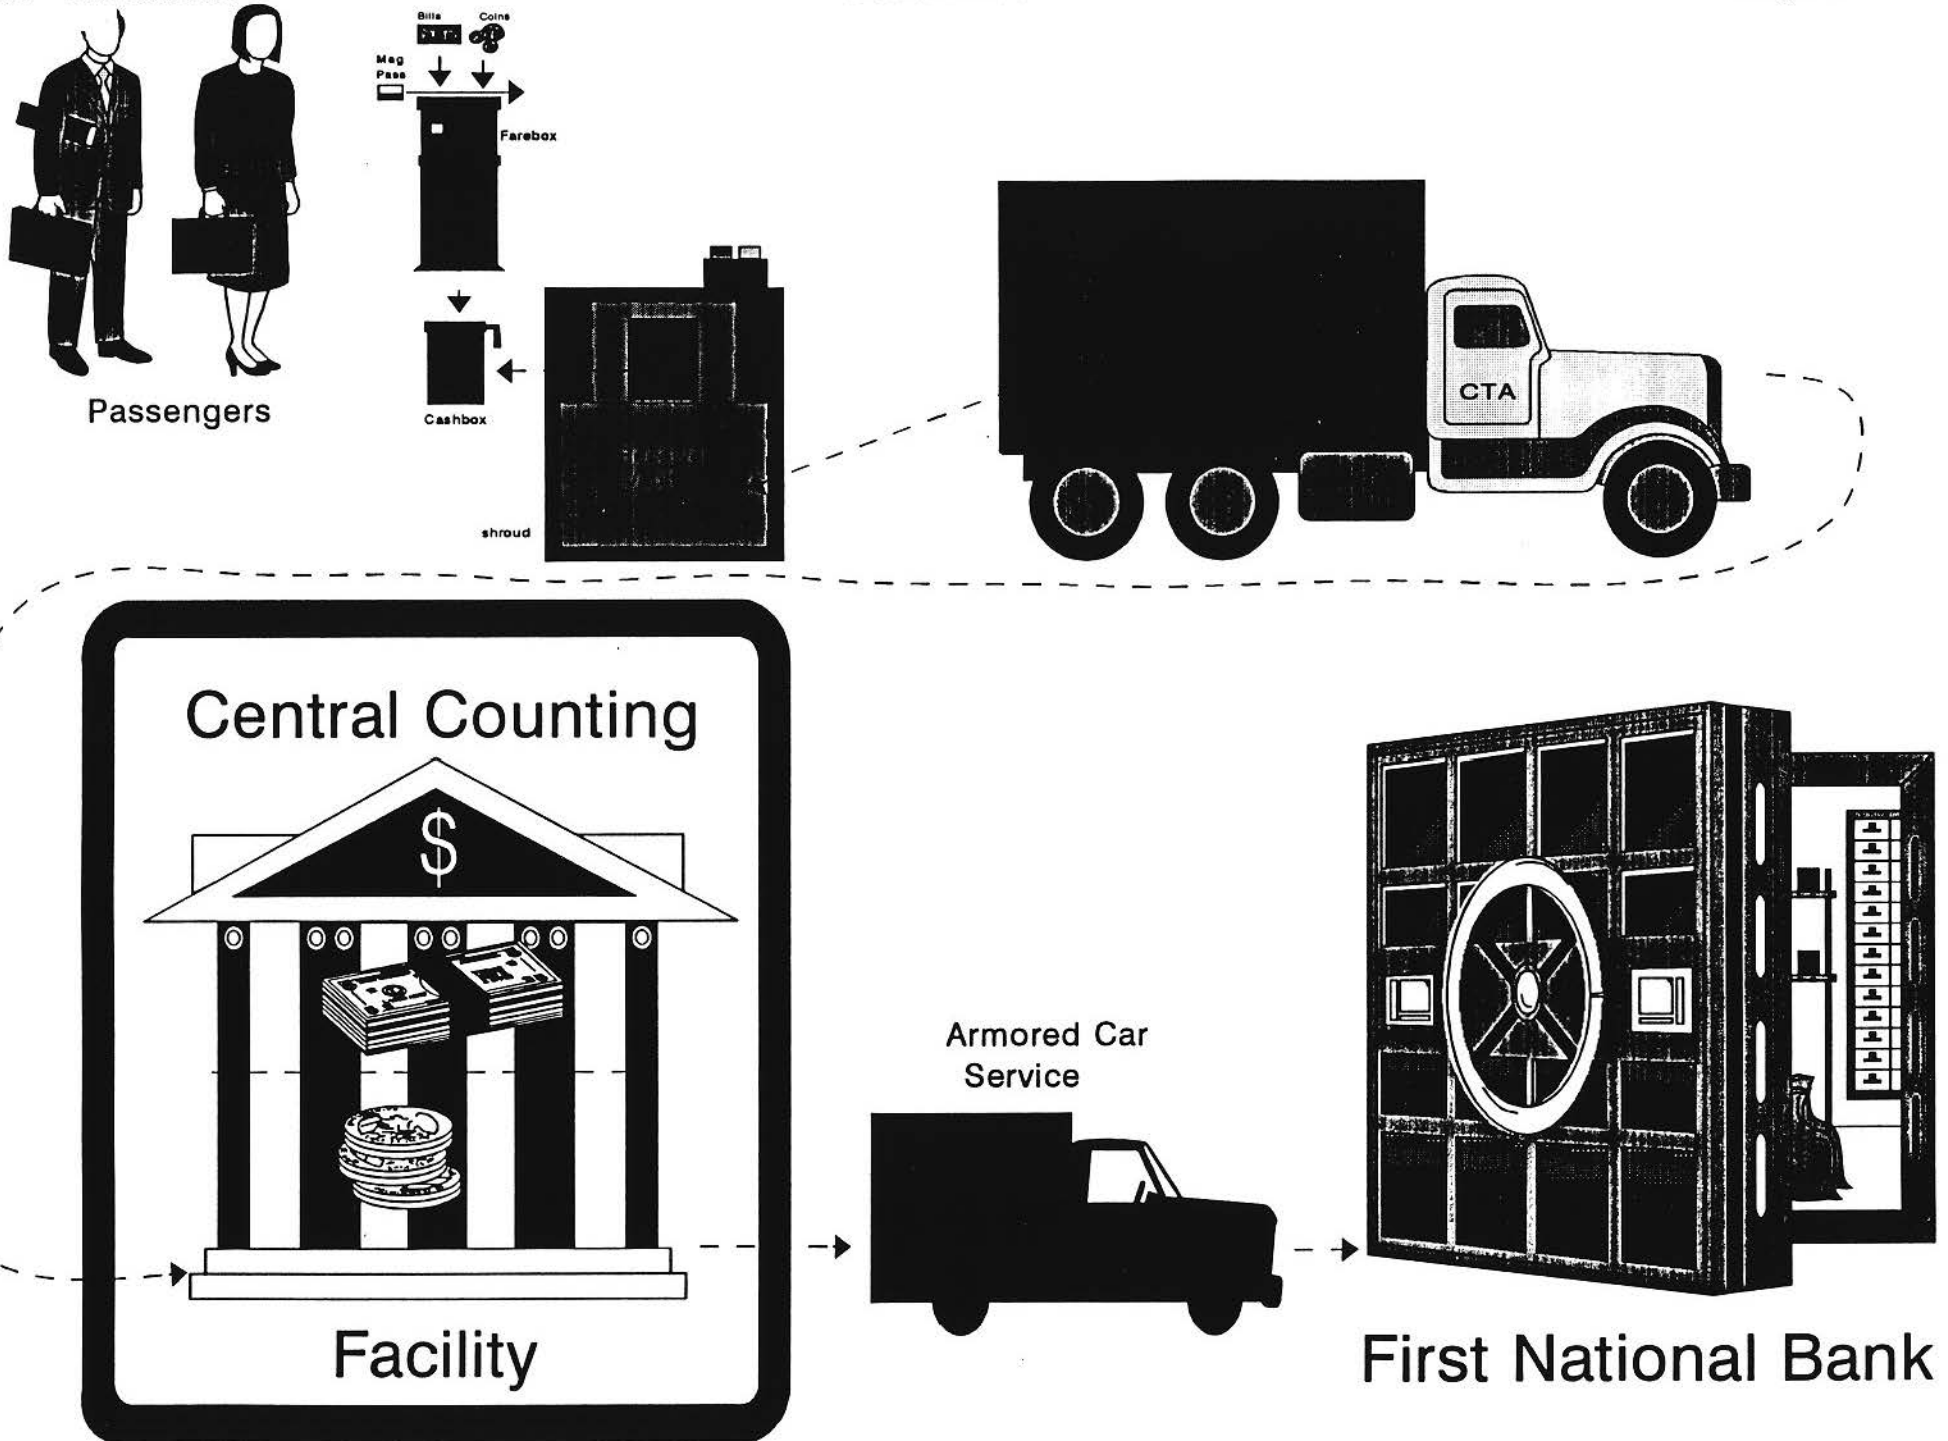 Bills
Coins
Mag
Pass
Farebox
Passengers
Cashbox
shroud
CTA
Central Counting
$
Facility
Armored Car
Service
First National Bank